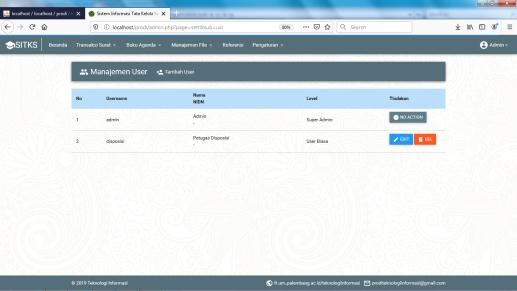 localhost / localhost / prodi / Sistem Informasi Tata Kelola S
localhost/prodi/admin.php?page=sett&sub=usr 80% Search
SITKS Beranda Transaksi Surat Buku Agenda Manajemen File Referensi Pengaturan Admin
Manajemen User Tambah User
No Username Nama Level Tindakan
NIDN
1 admin Admin Super Admin NO ACTION
-
2 disposisi Petugas Disposisi User Biasa EDIT DEL
-
© 2019 Teknologi Informasi ft.um_palembang.ac.id/teknologiinformasi proditeknologiinformasi@gmail.com